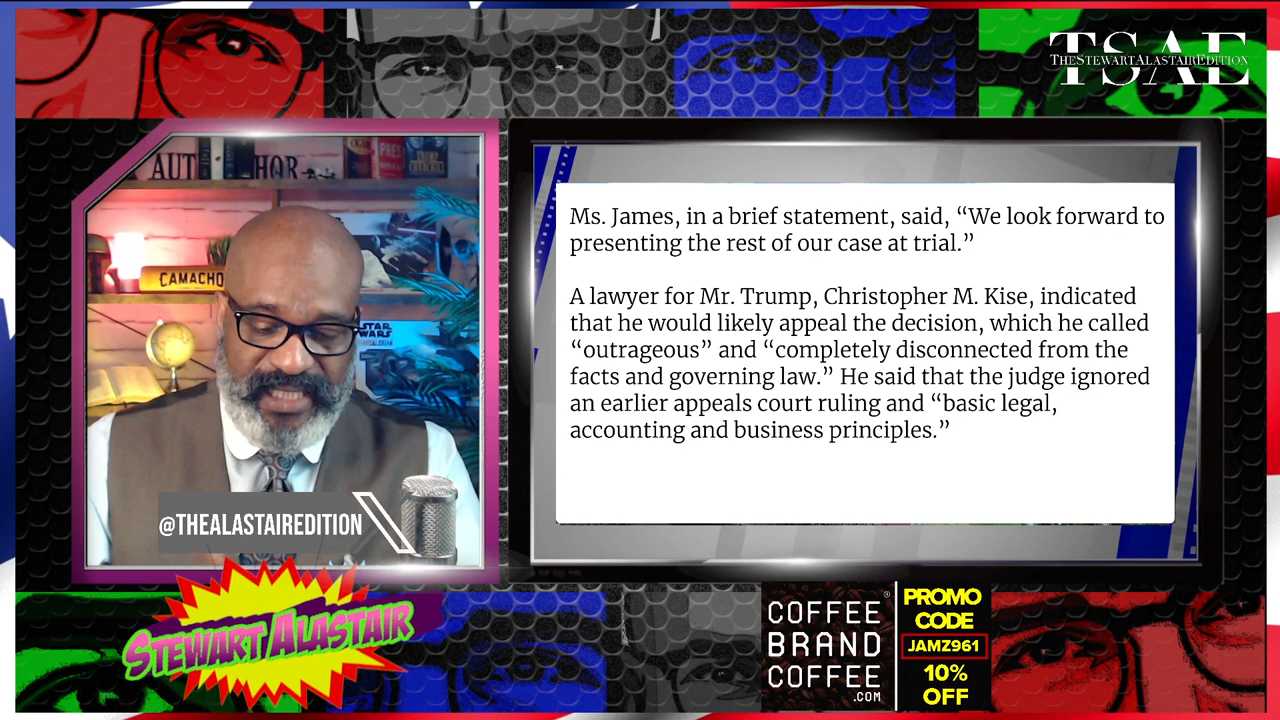 TSAE
THESTEWARTALASTAIREDITION
AUTHOR
CAMACHO
STAR
WARS
Ms. James, in a brief statement, said, “We look forward to
presenting the rest of our case at trial.”
A lawyer for Mr. Trump, Christopher M. Kise, indicated
that he would likely appeal the decision, which he called
“outrageous” and “completely disconnected from the
facts and governing law.” He said that the judge ignored
an earlier appeals court ruling and “basic legal,
accounting and business principles.”
@THEALASTAIREDITION
STEWART ALASTAIR
COFFEE®
BRAND
COFFEE
.COM
PROMO
CODE
JAMZ961
10%
OFF